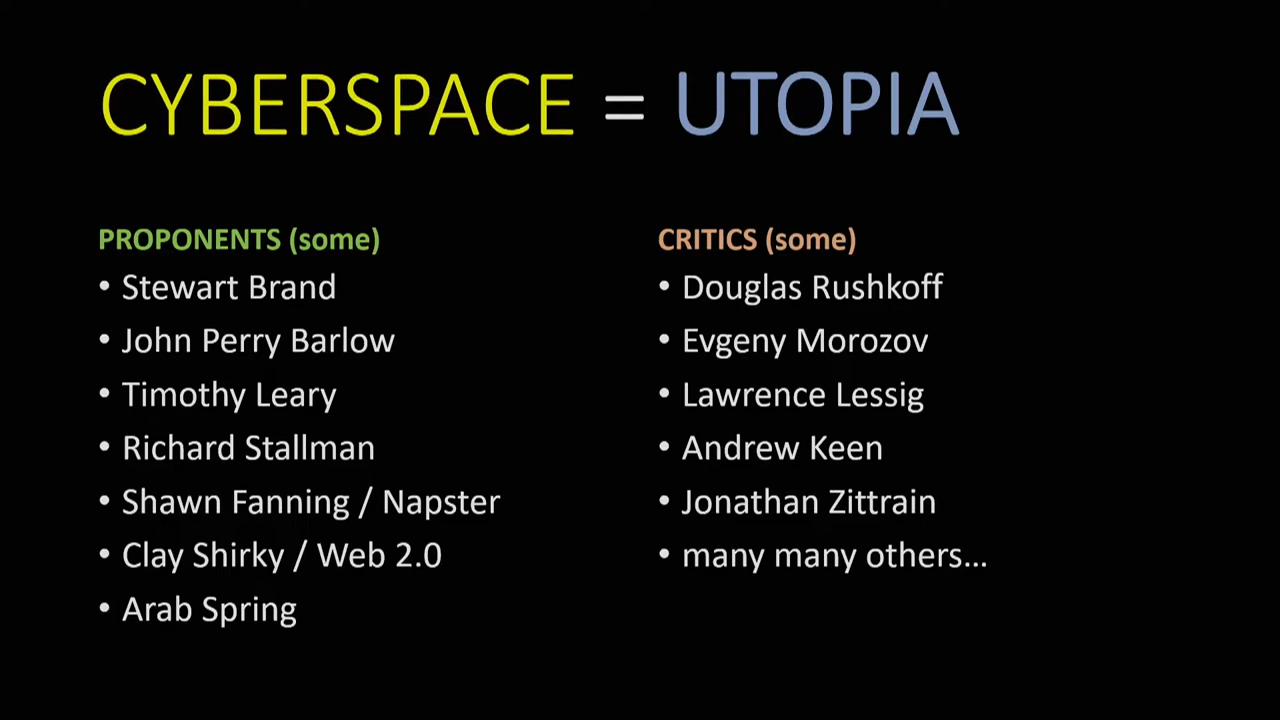 CYBERSPACE = UTOPIA
PROPONENTS (some)
• Stewart Brand
• John Perry Barlow
• Timothy Leary
• Richard Stallman
• Shawn Fanning / Napster
• Clay Shirky / Web 2.0
• Arab Spring
CRITICS (some)
• Douglas Rushkoff
• Evgeny Morozov
• Lawrence Lessig
• Andrew Keen
• Jonathan Zittrain
• many many others...